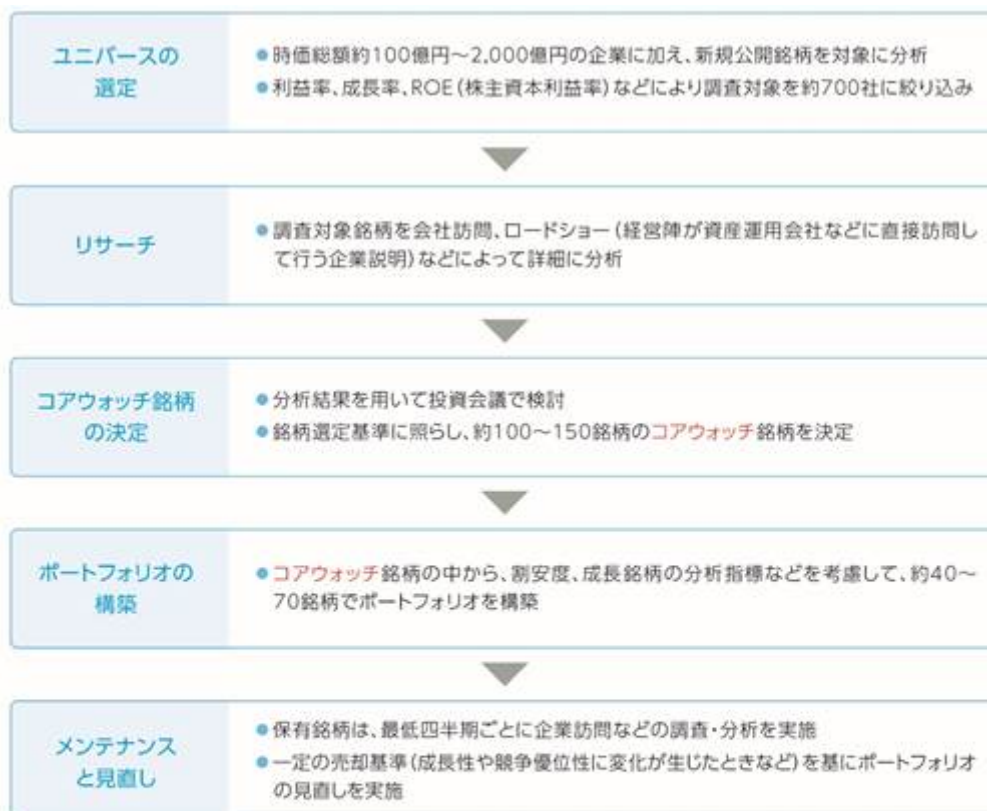 ユニバースの
選定
●時価総額約100億円～2,000億円の企業に加え、新規公開銘柄を対象に分析
●利益率、成長率、ROE（株主資本利益率）などにより調査対象を約700社に絞り込み
リサーチ
●調査対象銘柄を会社訪問、ロードショー（経営陣が資産運用会社などに直接訪問し
て行う企業説明）などによって詳細に分析
コアウォッチ銘柄
の決定
●分析結果を用いて投資会議で検討
●銘柄選定基準に照らし、約100～150銘柄のコアウォッチ銘柄を決定
ポートフォリオの
構築
●コアウォッチ銘柄の中から、割安度、成長銘柄の分析指標などを考慮して、約40～
70銘柄でポートフォリオを構築
メンテナンス
と見直し
●保有銘柄は、最低四半期ごとに企業訪問などの調査・分析を実施
●一定の売却基準（成長性や競争優位性に変化が生じたときなど）を基にポートフォリオ
の見直しを実施